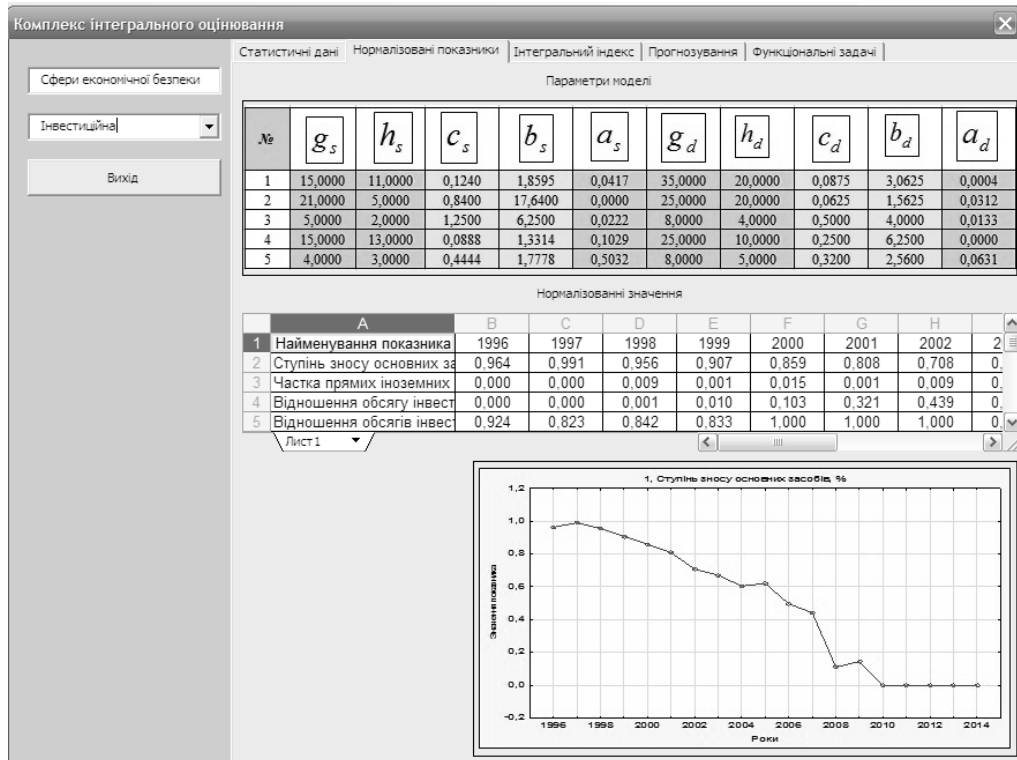 Комплекс інтегрального оцінювання
Статистичні дані Нормалізовані показники Інтегральний індекс Прогнозування Функціональні задачі
Сфери економічної безпеки
Інвестиційна
Вихід
Параметри моделі
№ g_s h_s c_s b_s a_s g_d h_d c_d b_d a_d
1 15,0000 11,0000 0,1240 1,8595 0,0417 35,0000 20,0000 0,0875 3,0625 0,0004
2 21,0000 5,0000 0,8400 17,6400 0,0000 25,0000 20,0000 0,0625 1,5625 0,0312
3 5,0000 2,0000 1,2500 6,2500 0,0222 8,0000 4,0000 0,5000 4,0000 0,0133
4 15,0000 13,0000 0,0888 1,3314 0,1029 25,0000 10,0000 0,2500 6,2500 0,0000
5 4,0000 3,0000 0,4444 1,7778 0,5032 8,0000 5,0000 0,3200 2,5600 0,0631
Нормалізованні значення
A B C D E F G H
1 Найменування показника 1996 1997 1998 1999 2000 2001 2002 2
2 Ступінь зносу основних за 0,964 0,991 0,956 0,907 0,859 0,808 0,708 0,
3 Частка прямих іноземних 0,000 0,000 0,009 0,001 0,015 0,001 0,009 0,
4 Відношення обсягу інвест 0,000 0,000 0,001 0,010 0,103 0,321 0,439 0,
5 Відношення обсягів інвест 0,924 0,823 0,842 0,833 1,000 1,000 1,000 0,
Лист1
1, Ступінь зносу основних засобів, %
1,2
1,0
0,8
0,6
0,4
0,2
0,0
-0,2
Значення показника
1996 1998 2000 2002 2004 2006 2008 2010 2012 2014
Роки